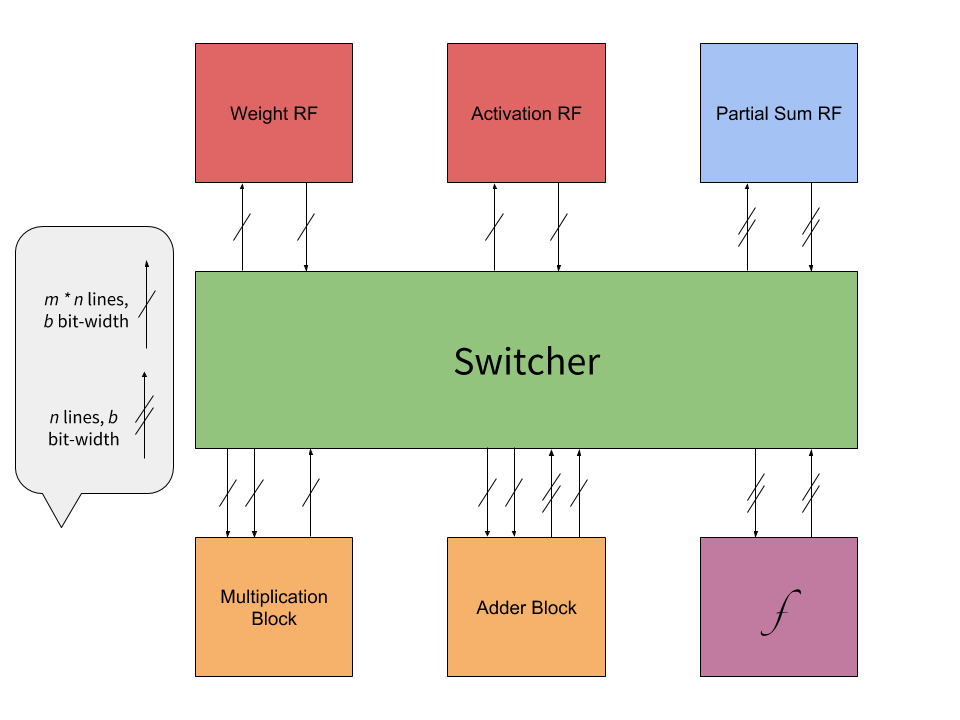 Weight RF
Activation RF
Partial Sum RF
m * n lines,
b bit-width
Switcher
n lines, b
bit-width
Multiplication
Block
Adder Block
f